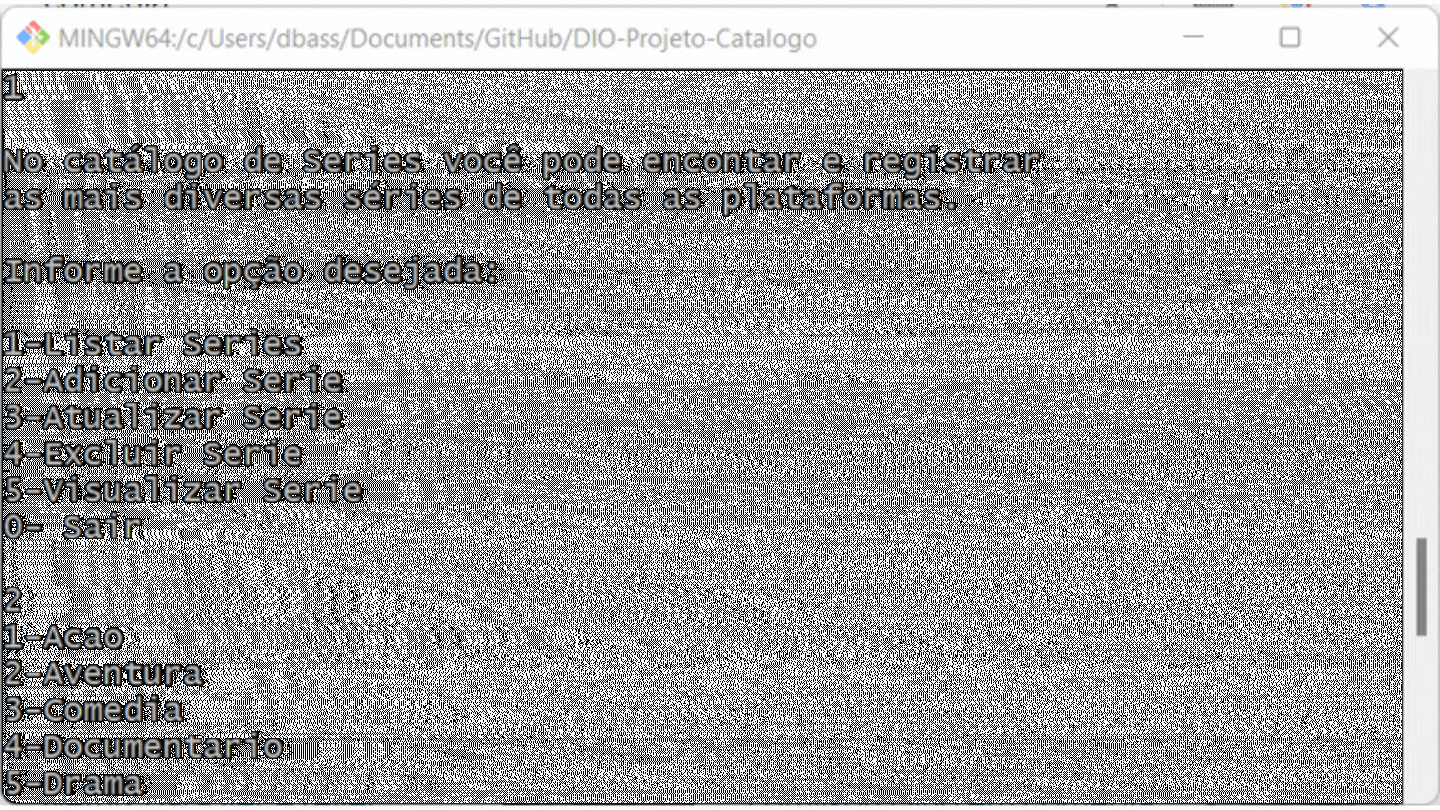 MINGW64:/c/Users/dbass/Documents/GitHub/DIO-Projeto-Catalogo
1
No catálogo de Series você pode encontar e registrar
as mais diversas séries de todas as plataformas.
Informe a opção desejada:
1-Listar Series
2-Adicionar Serie
3-Atualizar Serie
4-Excluir Serie
5-Visualizar Serie
0- Sair
2
1-Acao
2-Aventura
3-Comedia
4-Documentario
5-Drama